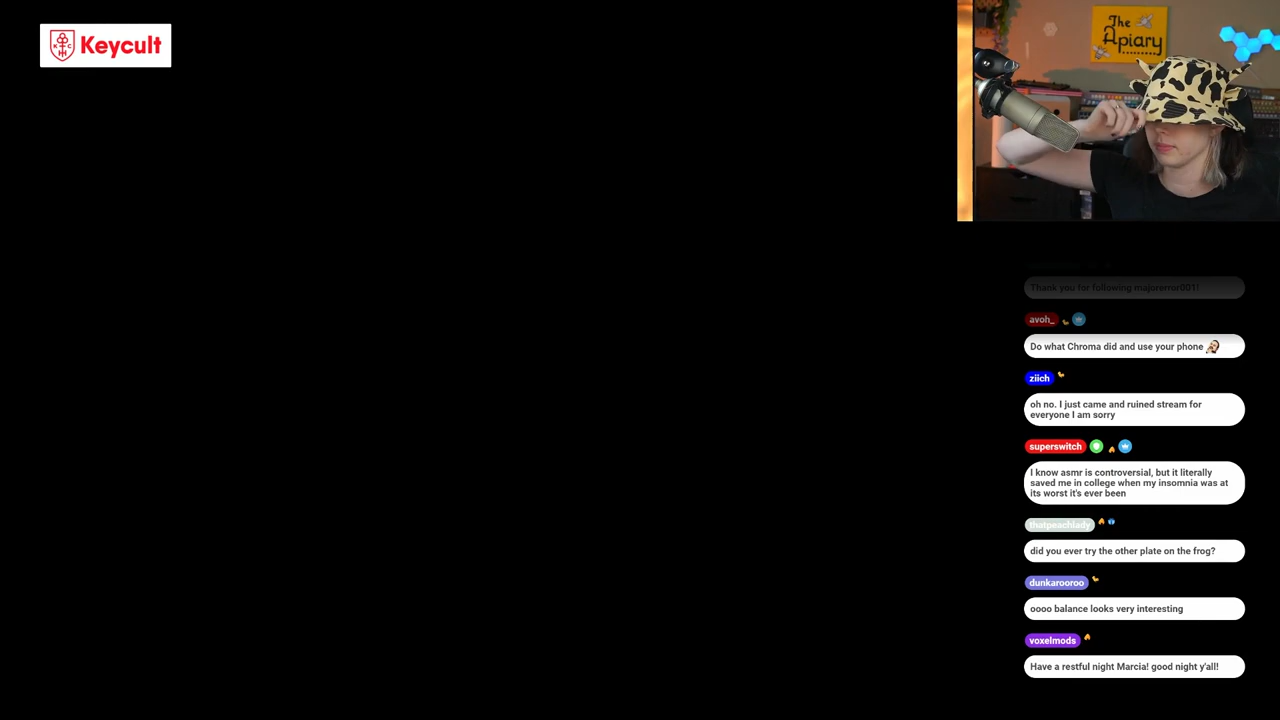 Keycult
The
Apiary
Thank you for following majorerror001!
avoh_
Do what Chroma did and use your phone
ziich
oh no. I just came and ruined stream for
everyone I am sorry
superswitch
I know asmr is controversial, but it literally
saved me in college when my insomnia was at
its worst it's ever been
thatpeachlady
did you ever try the other plate on the frog?
dunkarooroo
oooo balance looks very interesting
voxelmods
Have a restful night Marcia! good night y'all!